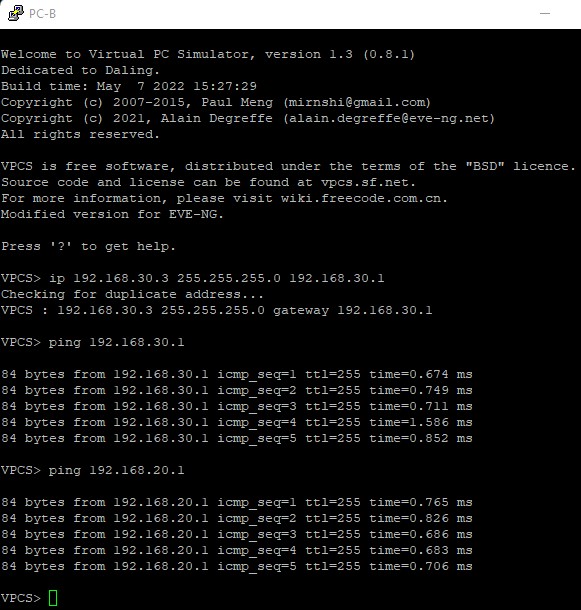 PC-B
Welcome to Virtual PC Simulator, version 1.3 (0.8.1)
Dedicated to Daling.
Build time: May  7 2022 15:27:29
Copyright (c) 2007-2015, Paul Meng (mirnshi@gmail.com)
Copyright (c) 2021, Alain Degreffe (alain.degreffe@eve-ng.net)
All rights reserved.
VPCS is free software, distributed under the terms of the "BSD" licence.
Source code and license can be found at vpcs.sf.net.
For more information, please visit wiki.freecode.com.cn.
Modified version for EVE-NG.
Press '?' to get help.
VPCS> ip 192.168.30.3 255.255.255.0 192.168.30.1
Checking for duplicate address...
VPCS : 192.168.30.3 255.255.255.0 gateway 192.168.30.1
VPCS> ping 192.168.30.1
84 bytes from 192.168.30.1 icmp_seq=1 ttl=255 time=0.674 ms
84 bytes from 192.168.30.1 icmp_seq=2 ttl=255 time=0.749 ms
84 bytes from 192.168.30.1 icmp_seq=3 ttl=255 time=0.711 ms
84 bytes from 192.168.30.1 icmp_seq=4 ttl=255 time=1.586 ms
84 bytes from 192.168.30.1 icmp_seq=5 ttl=255 time=0.852 ms
VPCS> ping 192.168.20.1
84 bytes from 192.168.20.1 icmp_seq=1 ttl=255 time=0.765 ms
84 bytes from 192.168.20.1 icmp_seq=2 ttl=255 time=0.826 ms
84 bytes from 192.168.20.1 icmp_seq=3 ttl=255 time=0.686 ms
84 bytes from 192.168.20.1 icmp_seq=4 ttl=255 time=0.683 ms
84 bytes from 192.168.20.1 icmp_seq=5 ttl=255 time=0.706 ms
VPCS>